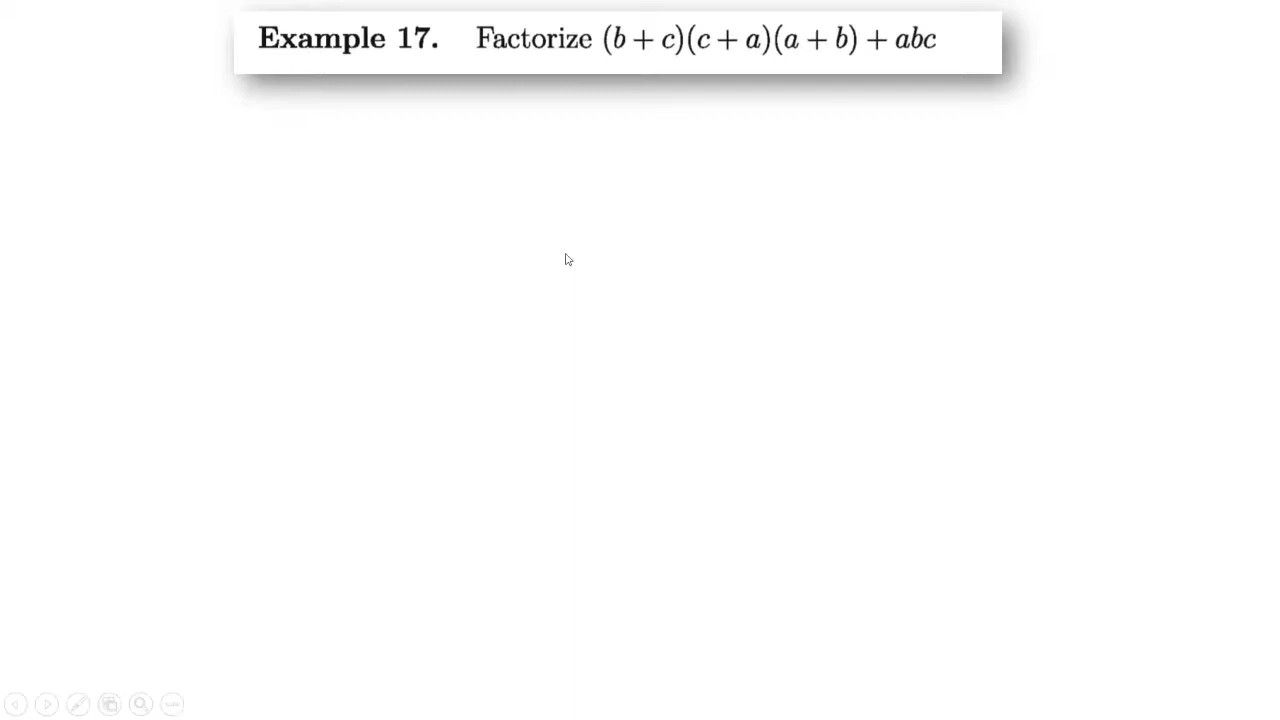 Example 17. Factorize (b + c)(c + a)(a + b) + abc